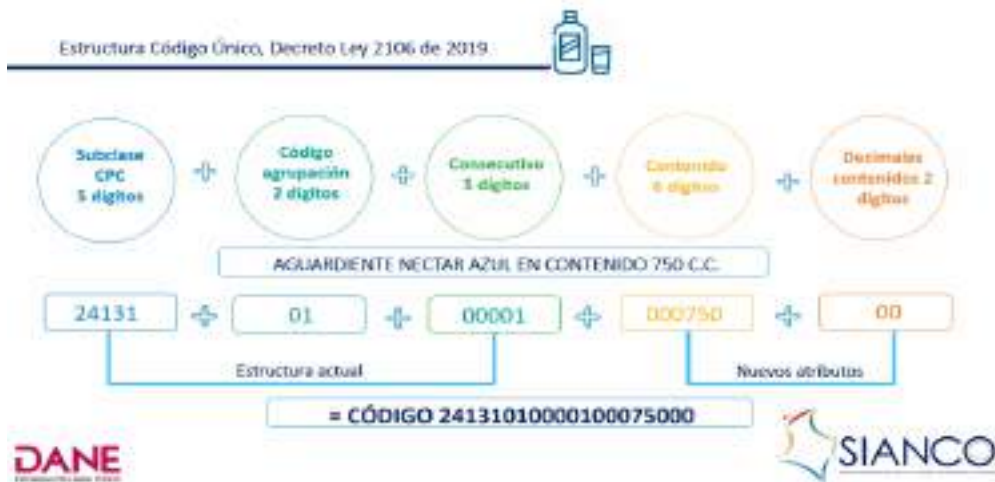 Estructura Código Único, Decreto Ley 2106 de 2019
Subclase
CPC
5 dígitos
Código
agrupación
2 dígitos
Consecutivo
5 dígitos
Contenido
6 dígitos
Decimales
contenidos 2
dígitos
AGUARDIENTE NECTAR AZUL EN CONTENIDO 750 C.C.
24131
01
00001
000750
00
Estructura actual
Nuevos atributos
= CÓDIGO 24131010000100075000
DANE
SIANCO